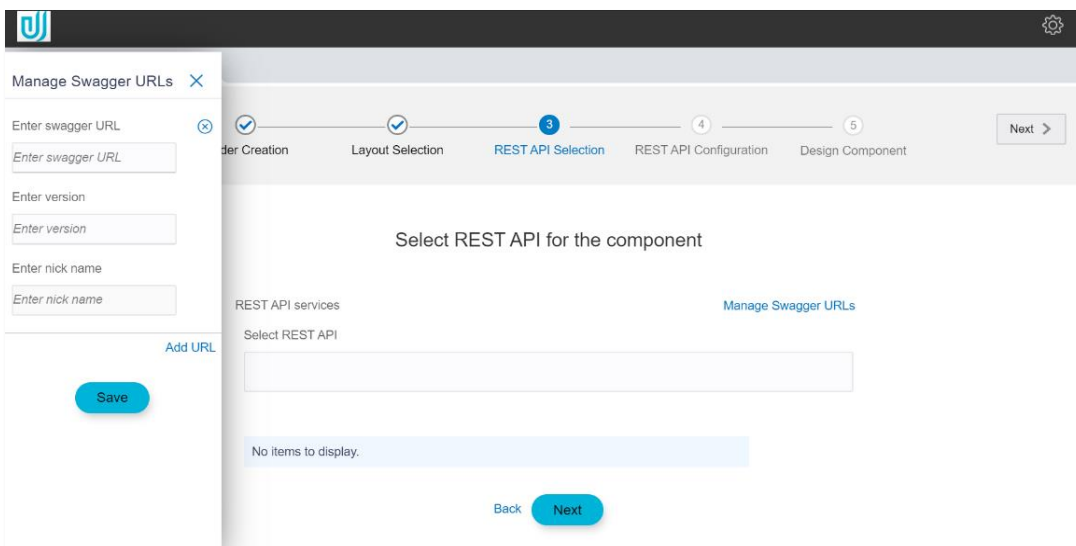 Manage Swagger URLs
Enter swagger URL
Enter swagger URL
Enter version
Enter version
Enter nick name
Enter nick name
Add URL
Save
der Creation
Layout Selection
3
REST API Selection
4
REST API Configuration
5
Design Component
Next
Select REST API for the component
REST API services
Manage Swagger URLs
Select REST API
No items to display.
Back
Next